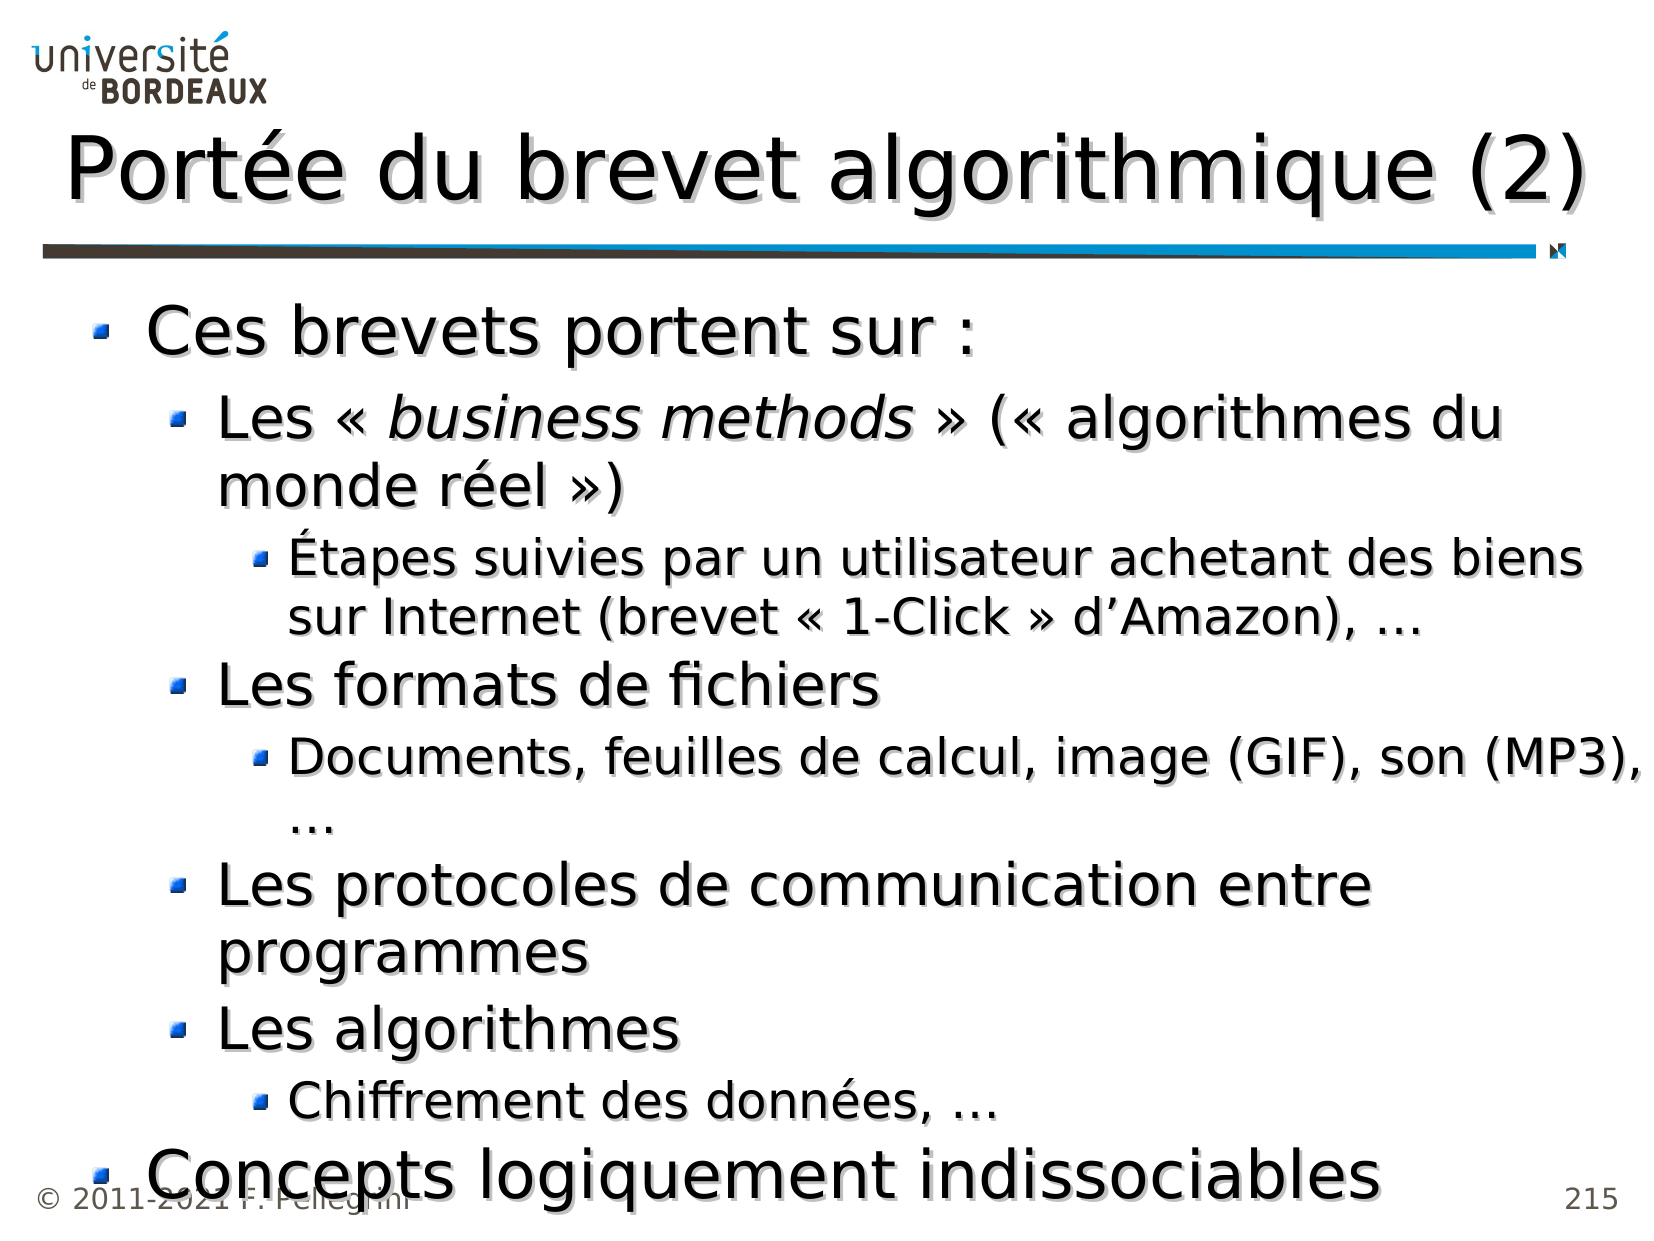 université
de BORDEAUX
Portée du brevet algorithmique (2)
Ces brevets portent sur :
Les « business methods » (« algorithmes du
monde réel »)
Étapes suivies par un utilisateur achetant des biens
sur Internet (brevet « 1-Click » d’Amazon), ...
Les formats de fichiers
Documents, feuilles de calcul, image (GIF), son (MP3),
...
Les protocoles de communication entre
programmes
Les algorithmes
Chiffrement des données, ...
Concepts logiquement indissociables
© 2011-2021 F. Pellegrini
215